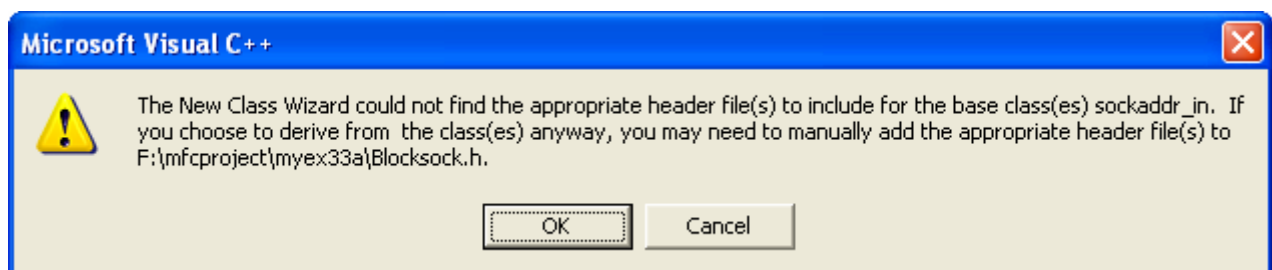 Microsoft Visual C++
The New Class Wizard could not find the appropriate header file(s) to include for the base class(es) sockaddr_in.  If
you choose to derive from  the class(es) anyway, you may need to manually add the appropriate header file(s) to
F:\mfcproject\myex33a\Blocksock.h.
OK Cancel